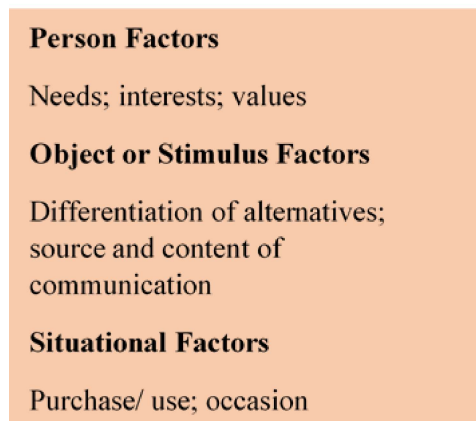 Person Factors
Needs; interests; values
Object or Stimulus Factors
Differentiation of alternatives;
source and content of
communication
Situational Factors
Purchase/ use; occasion